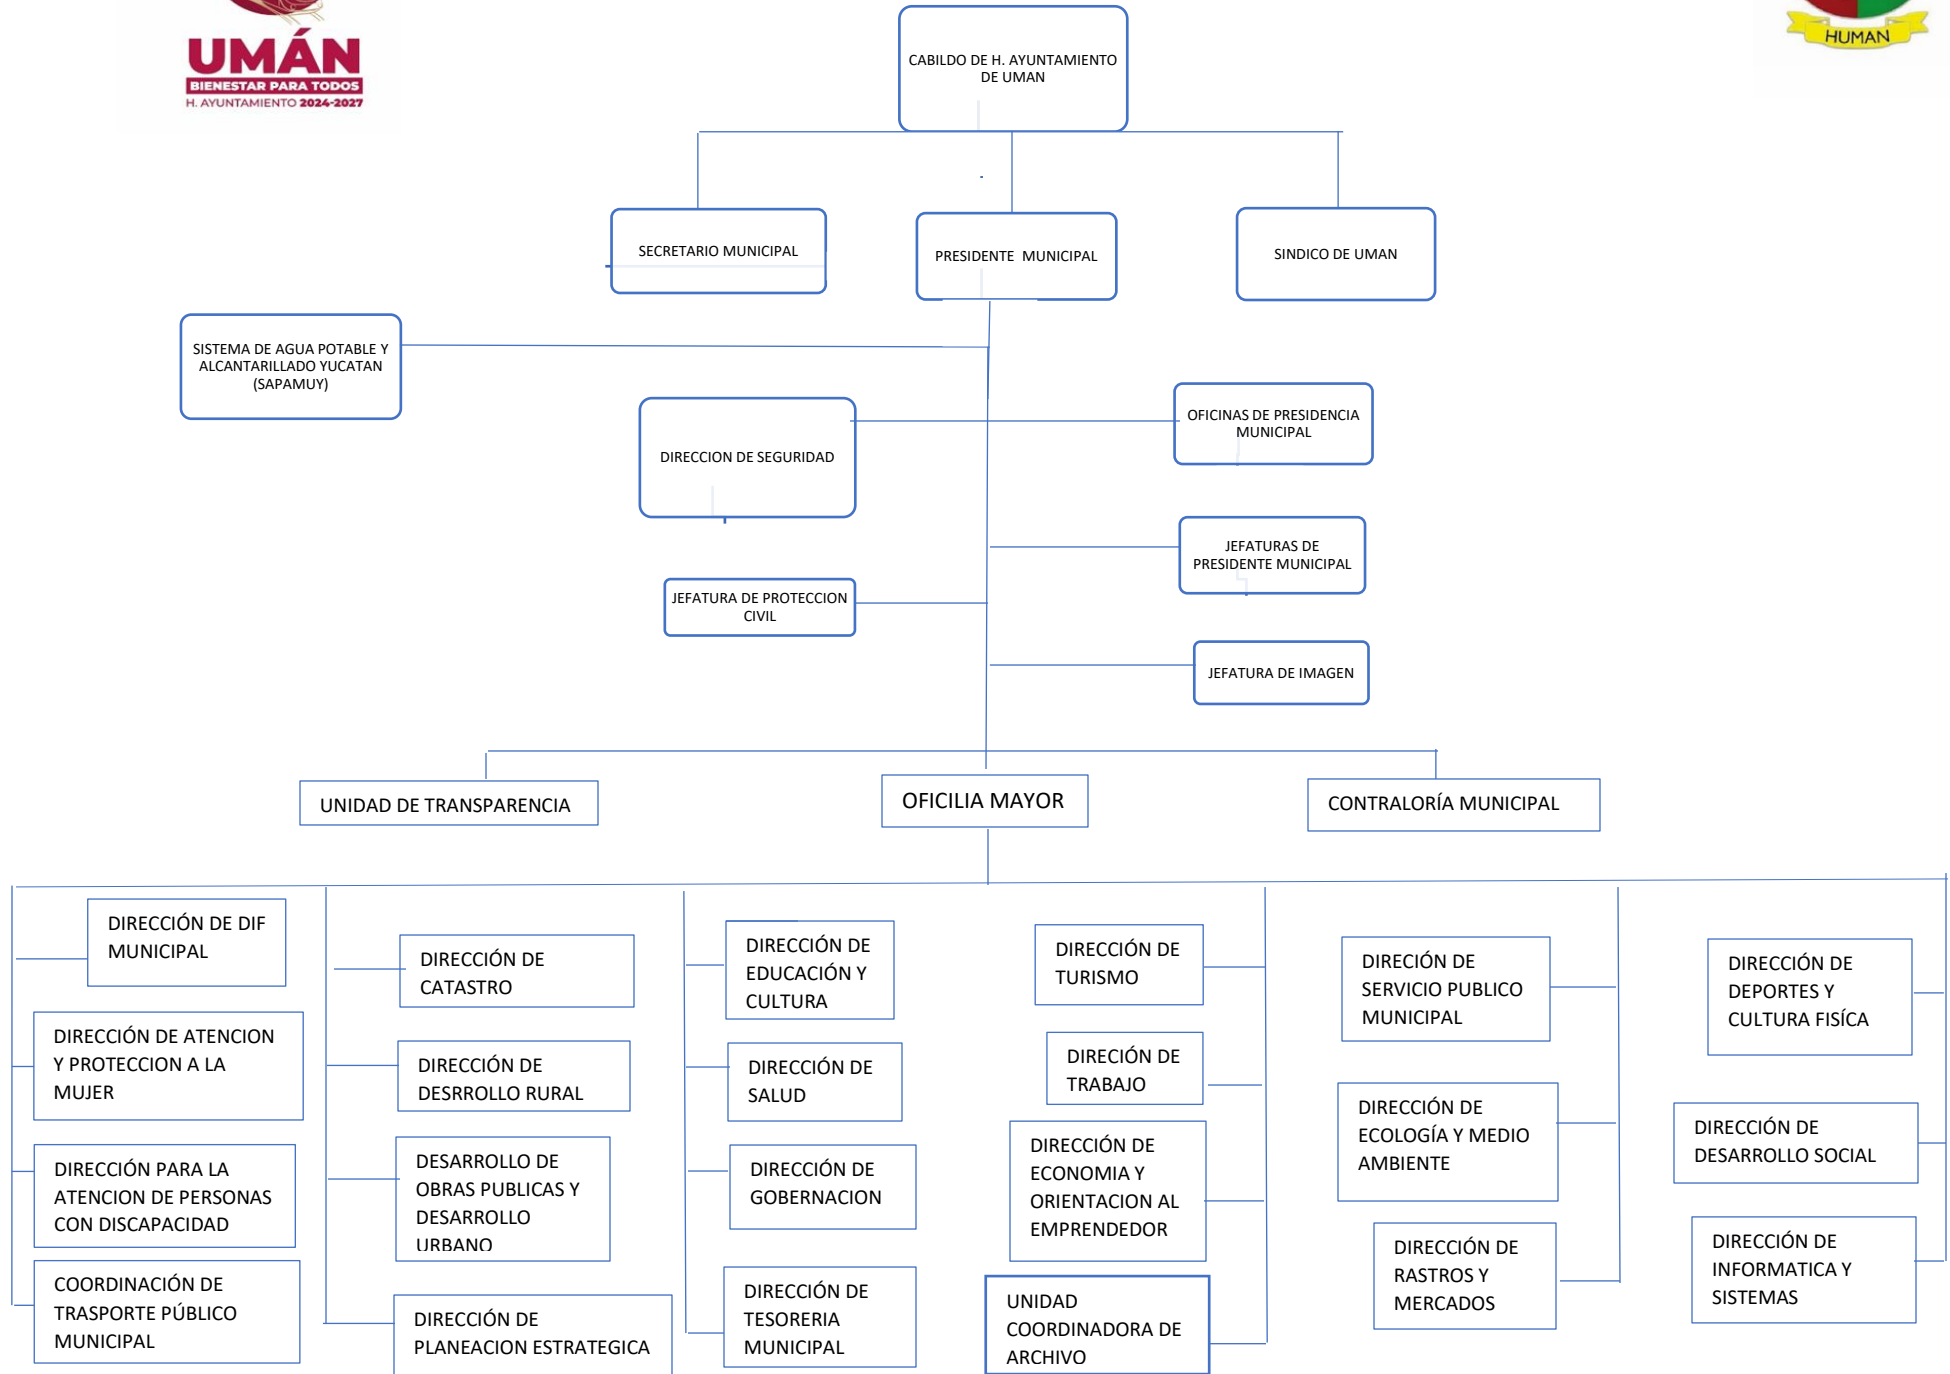 UMÁN
BIENESTAR PARA TODOS
H. AYUNTAMIENTO 2024-2027
HUMAN
CABILDO DE H. AYUNTAMIENTO
DE UMAN
SECRETARIO MUNICIPAL
PRESIDENTE MUNICIPAL
SINDICO DE UMAN
SISTEMA DE AGUA POTABLE Y
ALCANTARILLADO YUCATAN
(SAPAMUY)
DIRECCION DE SEGURIDAD
OFICINAS DE PRESIDENCIA
MUNICIPAL
JEFATURAS DE
PRESIDENTE MUNICIPAL
JEFATURA DE PROTECCION
CIVIL
JEFATURA DE IMAGEN
UNIDAD DE TRANSPARENCIA
OFICILIA MAYOR
CONTRALORÍA MUNICIPAL
DIRECCIÓN DE DIF
MUNICIPAL
DIRECCIÓN DE ATENCION
Y PROTECCION A LA
MUJER
DIRECCIÓN PARA LA
ATENCION DE PERSONAS
CON DISCAPACIDAD
COORDINACIÓN DE
TRASPORTE PÚBLICO
MUNICIPAL
DIRECCIÓN DE
CATASTRO
DIRECCIÓN DE
DESRROLLO RURAL
DESARROLLO DE
OBRAS PUBLICAS Y
DESARROLLO
URBANO
DIRECCIÓN DE
PLANEACION ESTRATEGICA
DIRECCIÓN DE
EDUCACIÓN Y
CULTURA
DIRECCIÓN DE
SALUD
DIRECCIÓN DE
GOBERNACION
DIRECCIÓN DE
TESORERIA
MUNICIPAL
DIRECCIÓN DE
TURISMO
DIRECIÓN DE
TRABAJO
DIRECCIÓN DE
ECONOMIA Y
ORIENTACION AL
EMPRENDEDOR
UNIDAD
COORDINADORA DE
ARCHIVO
DIRECIÓN DE
SERVICIO PUBLICO
MUNICIPAL
DIRECCIÓN DE
ECOLOGÍA Y MEDIO
AMBIENTE
DIRECCIÓN DE
RASTROS Y
MERCADOS
DIRECCIÓN DE
DEPORTES Y
CULTURA FISÍCA
DIRECCIÓN DE
DESARROLLO SOCIAL
DIRECCIÓN DE
INFORMATICA Y
SISTEMAS